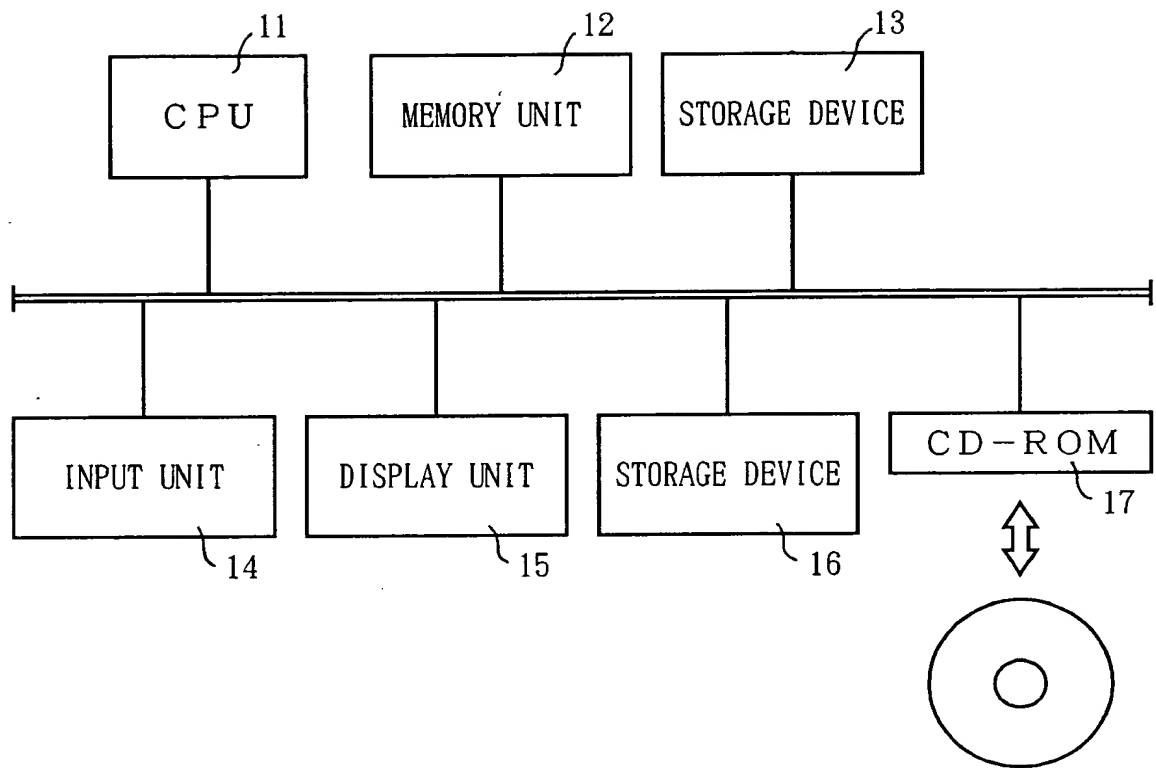 11
12
13
CPU
MEMORY UNIT
STORAGE DEVICE
INPUT UNIT
DISPLAY UNIT
STORAGE DEVICE
CD-ROM
14
15
16
17